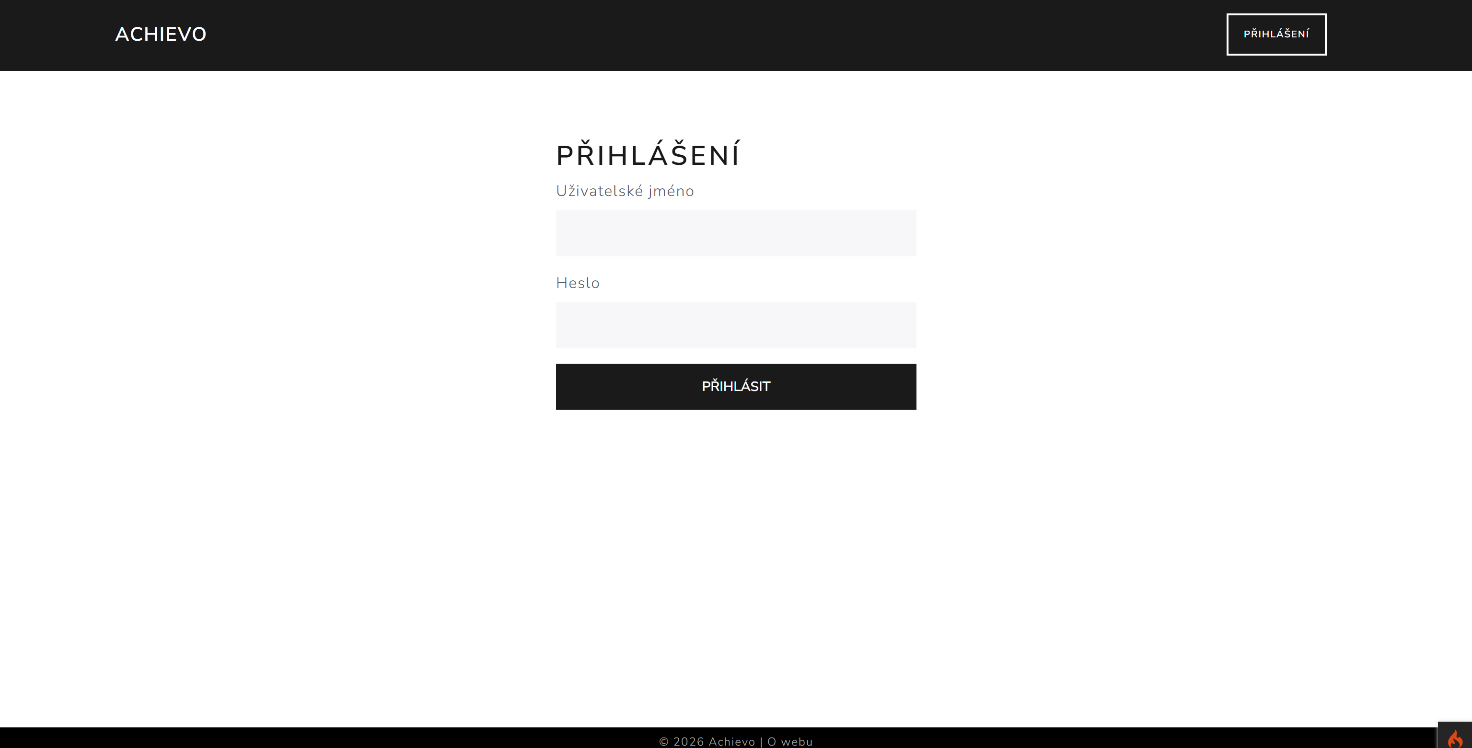 ACHIEVO
PŘIHLÁŠENÍ
PŘIHLÁŠENÍ
Uživatelské jméno
Heslo
PŘIHLÁSIT
© 2026 Achievo | O webu